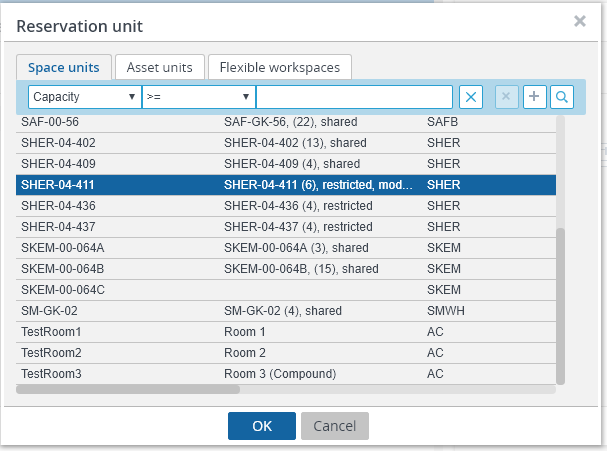 Reservation unit
Space units Asset units Flexible workspaces
Capacity >=
SAF-00-56 SAF-GK-56, (22), shared SAFB
SHER-04-402 SHER-04-402 (13), shared SHER
SHER-04-409 SHER-04-409 (4), shared SHER
SHER-04-411 SHER-04-411 (6), restricted, mod... SHER
SHER-04-436 SHER-04-436 (4), restricted SHER
SHER-04-437 SHER-04-437 (4), restricted SHER
SKEM-00-064A SKEM-00-064A (3), shared SKEM
SKEM-00-064B SKEM-00-064B, (15), shared SKEM
SKEM-00-064C SKEM
SM-GK-02 SM-GK-02 (4), shared SMWH
TestRoom1 Room 1 AC
TestRoom2 Room 2 AC
TestRoom3 Room 3 (Compound) AC
OK Cancel